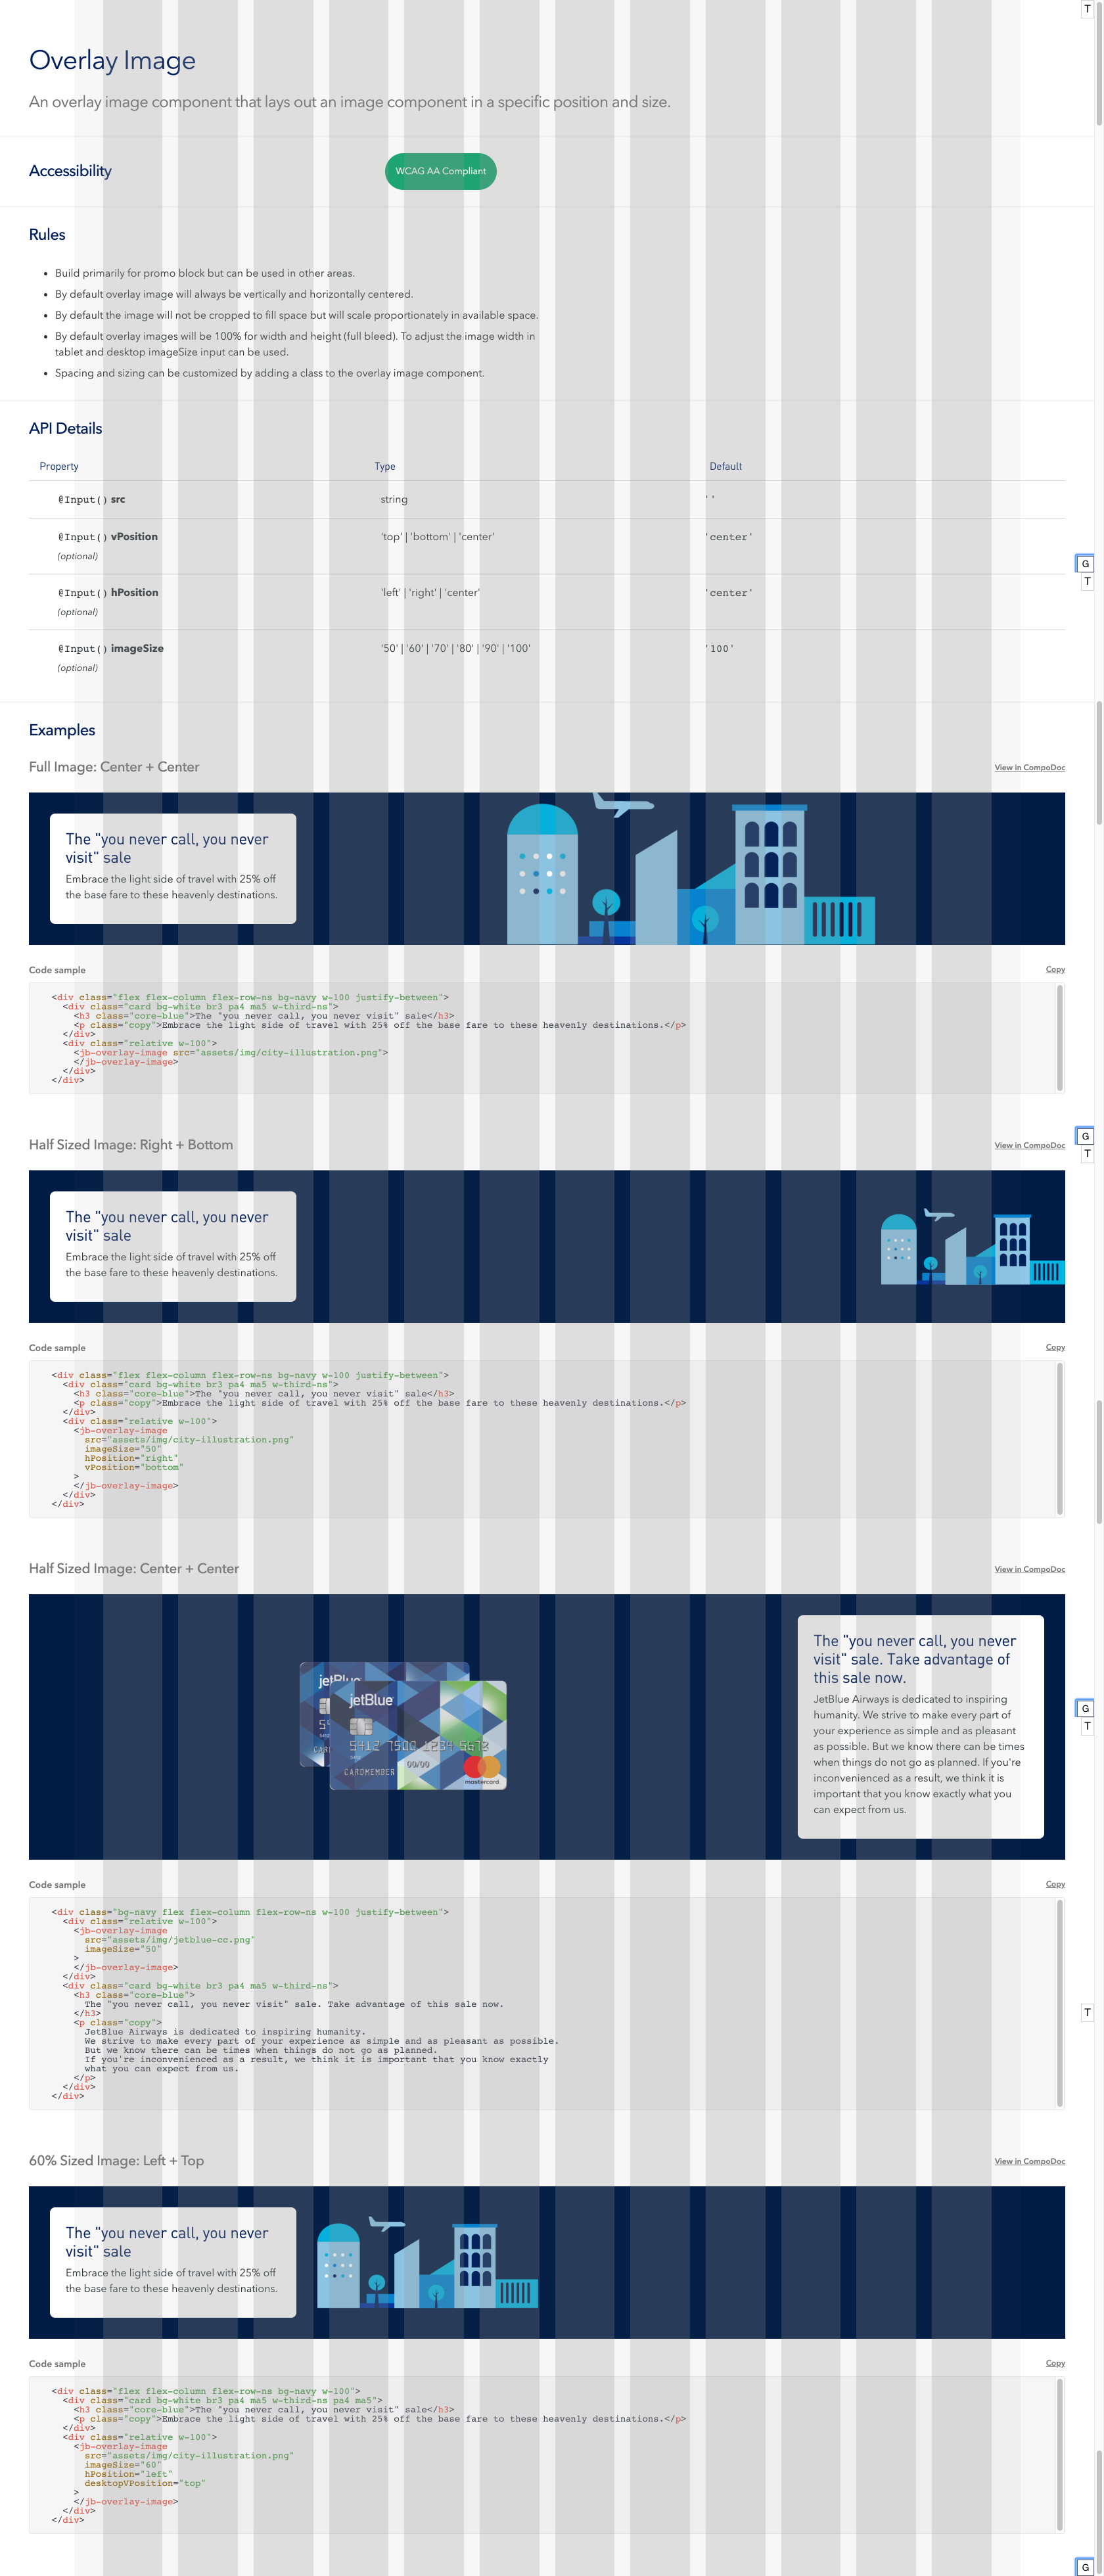 T
Overlay Image
An overlay image component that lays out an image component in a specific position and size.
Accessibility
WCAG AA Compliant
Rules
• Build primarily for promo block but can be used in other areas.
• By default overlay image will always be vertically and horizontally centered.
• By default the image will not be cropped to fill space but will scale proportionately in available space.
• By default overlay images will be 100% for width and height (full bleed). To adjust the image width in
tablet and desktop imageSize input can be used.
• Spacing and sizing can be customized by adding a class to the overlay image component.
API Details
Property Type Default
@Input() src string ''
@Input() vPosition 'top' | 'bottom' | 'center' 'center'
(optional)
G
T
@Input() hPosition 'left' | 'right' | 'center' 'center'
(optional)
@Input() imageSize '50' | '60' | '70' | '80' | '90' | '100' '100'
(optional)
Examples
Full Image: Center + Center View in CompoDoc
The "you never call, you never
visit" sale
Embrace the light side of travel with 25% off
the base fare to these heavenly destinations.
Code sample Copy
<div class="flex flex-column flex-row-ns bg-navy w-100 justify-between">
<div class="card bg-white br3 pa4 ma5 w-third-ns">
<h3 class="core-blue">The "you never call, you never visit" sale</h3>
<p class="copy">Embrace the light side of travel with 25% off the base fare to these heavenly destinations.</p>
</div>
<div class="relative w-100">
<jb-overlay-image src="assets/img/city-illustration.png">
</jb-overlay-image>
</div>
</div>
G
T
Half Sized Image: Right + Bottom View in CompoDoc
The "you never call, you never
visit" sale
Embrace the light side of travel with 25% off
the base fare to these heavenly destinations.
Code sample Copy
<div class="flex flex-column flex-row-ns bg-navy w-100 justify-between">
<div class="card bg-white br3 pa4 ma5 w-third-ns">
<h3 class="core-blue">The "you never call, you never visit" sale</h3>
<p class="copy">Embrace the light side of travel with 25% off the base fare to these heavenly destinations.</p>
</div>
<div class="relative w-100">
<jb-overlay-image
src="assets/img/city-illustration.png"
imageSize="50"
hPosition="right"
vPosition="bottom"
>
</jb-overlay-image>
</div>
</div>
Half Sized Image: Center + Center View in CompoDoc
jetBlue
jetBlue
5412 7500 1234 5678
00/00
CARDMEMBER
mastercard
The "you never call, you never
visit" sale. Take advantage of
this sale now.
JetBlue Airways is dedicated to inspiring
humanity. We strive to make every part of
your experience as simple and as pleasant
as possible. But we know there can be times
when things do not go as planned. If you're
inconvenienced as a result, we think it is
important that you know exactly what you
can expect from us.
G
T
Code sample Copy
<div class="bg-navy flex flex-column flex-row-ns w-100 justify-between">
<div class="relative w-100">
<jb-overlay-image
src="assets/img/jetblue-cc.png"
imageSize="50"
>
</jb-overlay-image>
</div>
<div class="card bg-white br3 pa4 ma5 w-third-ns">
<h3 class="core-blue">
The "you never call, you never visit" sale. Take advantage of this sale now.
</h3>
<p class="copy">
JetBlue Airways is dedicated to inspiring humanity.
We strive to make every part of your experience as simple and as pleasant as possible.
But we know there can be times when things do not go as planned.
If you're inconvenienced as a result, we think it is important that you know exactly
what you can expect from us.
</p>
</div>
</div>
T
60% Sized Image: Left + Top View in CompoDoc
The "you never call, you never
visit" sale
Embrace the light side of travel with 25% off
the base fare to these heavenly destinations.
Code sample Copy
<div class="flex flex-column flex-row-ns bg-navy w-100">
<div class="card bg-white br3 pa4 ma5 w-third-ns pa4 ma5">
<h3 class="core-blue">The "you never call, you never visit" sale</h3>
<p class="copy">Embrace the light side of travel with 25% off the base fare to these heavenly destinations.</p>
</div>
<div class="relative w-100">
<jb-overlay-image
src="assets/img/city-illustration.png"
imageSize="60"
hPosition="left"
desktopVPosition="top"
>
</jb-overlay-image>
</div>
</div>
G